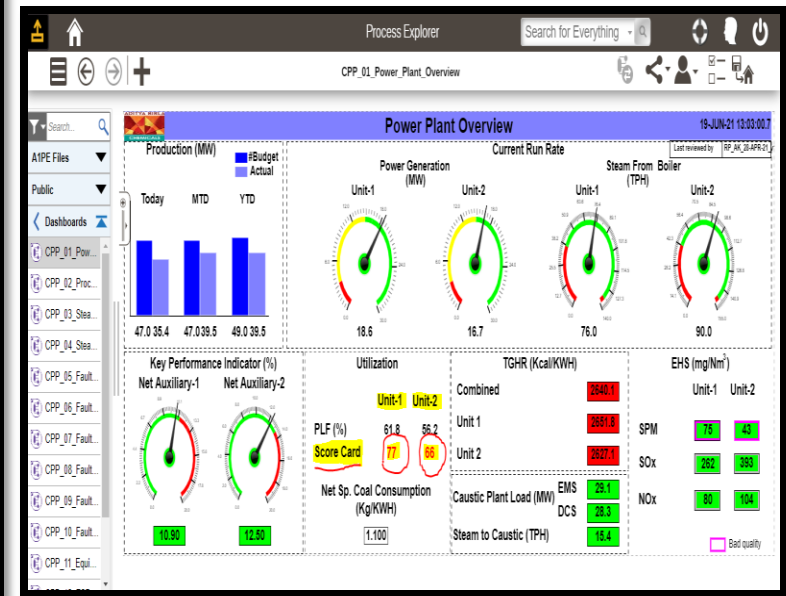 Process Explorer
Search for Everything
CPP_01_Power_Plant_Overview
Search...
A1PE Files
Public
Dashboards
CPP_01_Pow...
CPP_02_Proc...
CPP_03_Stea...
CPP_04_Stea...
CPP_05_Fault...
CPP_06_Fault...
CPP_07_Fault...
CPP_08_Fault...
CPP_09_Fault...
CPP_10_Fault...
CPP_11_Equi...
ADITYA BIRLA
CHEMICALS
Power Plant Overview
19-JUN-21 13:03:00.7
Last reviewed by RP_AK_28-APR-21
Production (MW)
#Budget
Actual
Today MTD YTD
47.0 35.4 47.0 39.5 49.0 39.5
Current Run Rate
Power Generation
(MW)
Unit-1 Unit-2
18.6 16.7
Steam From Boiler
(TPH)
Unit-1 Unit-2
76.0 90.0
Key Performance Indicator (%)
Net Auxiliary-1 Net Auxiliary-2
10.90 12.50
Utilization
Unit-1 Unit-2
PLF (%) 61.8 56.2
Score Card 77 66
Net Sp. Coal Consumption
(Kg/KWH)
1.100
TGHR (Kcal/KWH)
Combined 2640.1
Unit 1 2651.8
Unit 2 2627.1
Caustic Plant Load (MW) EMS 29.1
DCS 28.3
Steam to Caustic (TPH) 15.4
EHS (mg/Nm3)
Unit-1 Unit-2
SPM 75 43
SOx 262 393
NOx 80 104
Bad quality